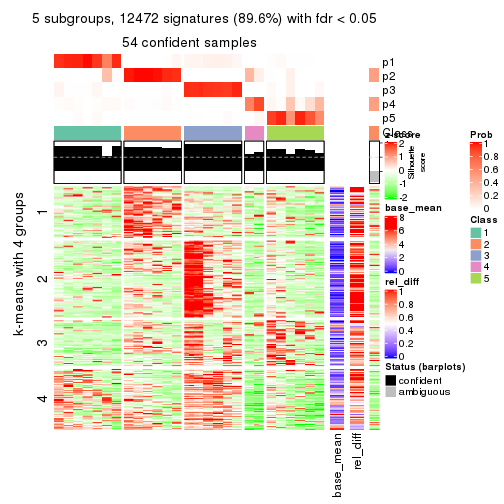 5 subgroups, 12472 signatures (89.6%) with fdr < 0.05
54 confident samples
p1
p2
p3
p4
p5
Class
Silhouette
score
k-means with 4 groups
1
2
3
4
base_mean
rel_diff
z-score
2
1
0
-1
-2
base_mean
8
6
4
2
0
rel_diff
1
0.8
0.6
0.4
0.2
0
Status (barplots)
confident
ambiguous
Prob
1
0.8
0.6
0.4
0.2
0
Class
1
2
3
4
5